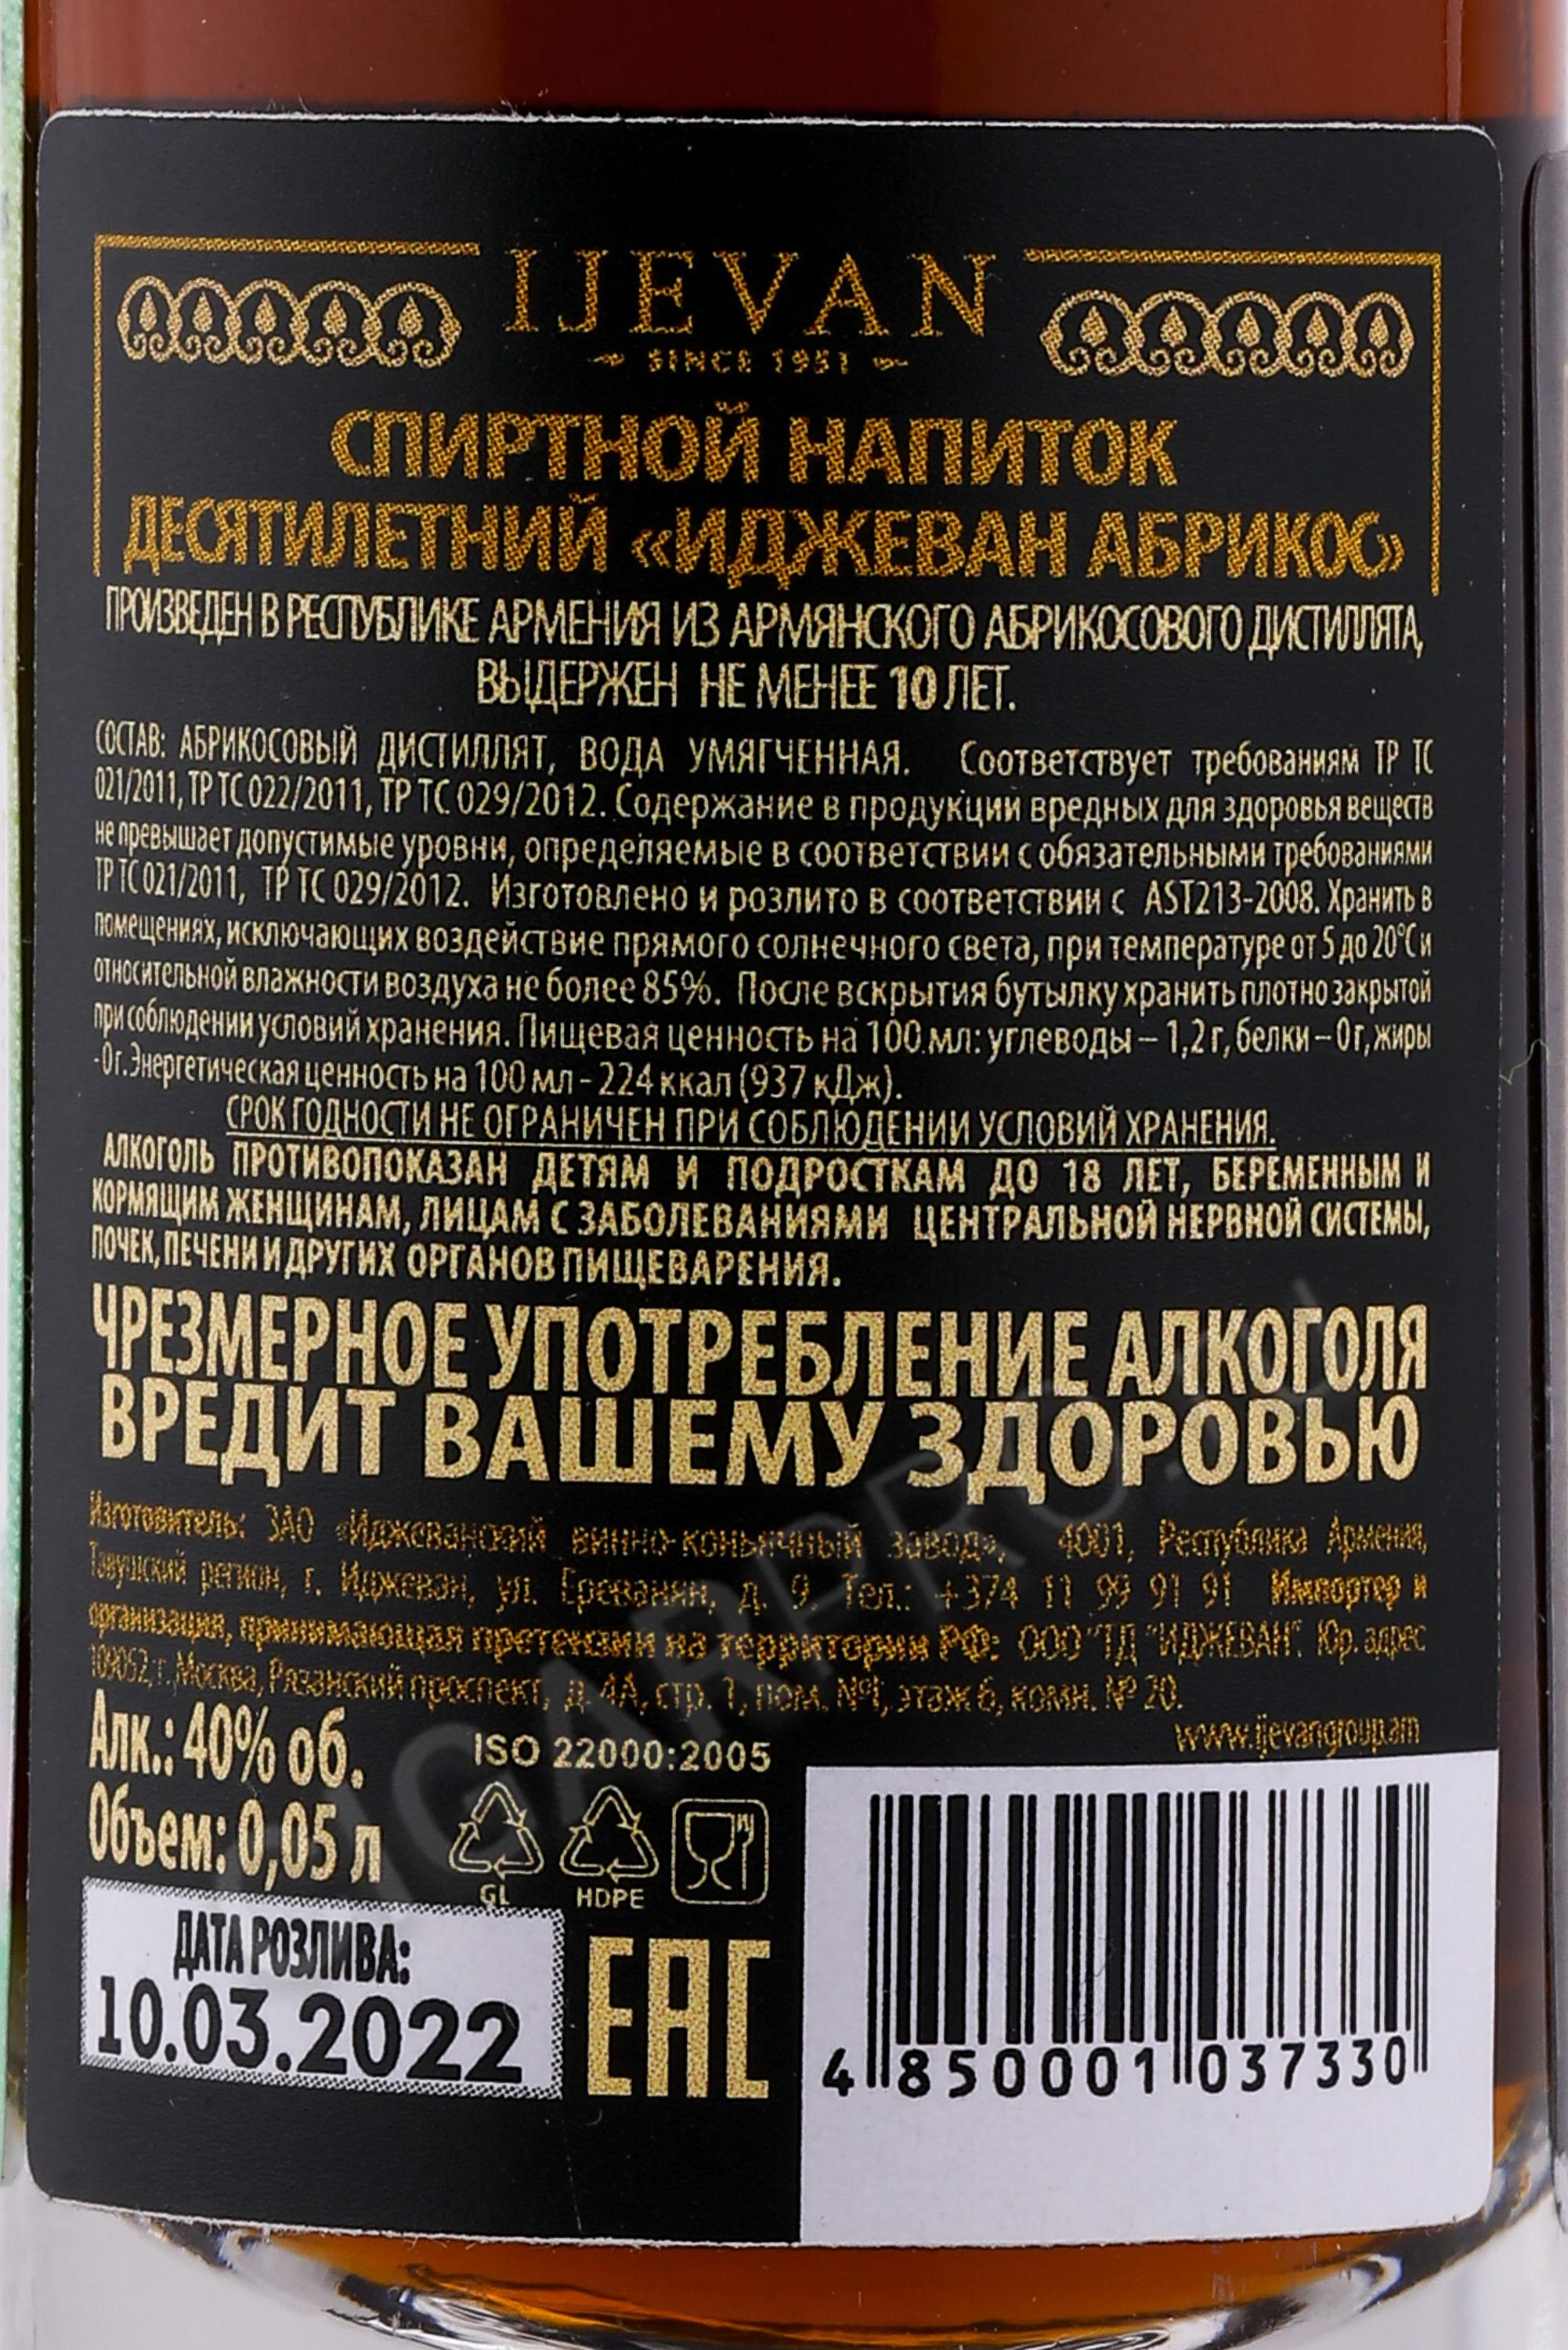 IJEVAN
SINCE 1951
СПИРТНОЙ НАПИТОК
ДЕСЯТИЛЕТНИЙ «ИДЖЕВАН АБРИКОС»
ПРОИЗВЕДЕН В РЕСПУБЛИКЕ АРМЕНИЯ ИЗ АРМЯНСКОГО АБРИКОСОВОГО ДИСТИЛЛЯТА,
ВЫДЕРЖЕН НЕ МЕНЕЕ 10 ЛЕТ.
СОСТАВ: АБРИКОСОВЫЙ ДИСТИЛЛЯТ, ВОДА УМЯГЧЕННАЯ. Соответствует требованиям ТР ТС
021/2011, ТР ТС 022/2011, ТР ТС 029/2012. Содержание в продукции вредных для здоровья веществ
не превышает допустимые уровни, определяемые в соответствии с обязательными требованиями
ТР ТС 021/2011, ТР ТС 029/2012. Изготовлено и розлито в соответствии с AST213-2008. Хранить в
помещениях, исключающих воздействие прямого солнечного света, при температуре от 5 до 20°С и
относительной влажности воздуха не более 85%. После вскрытия бутылку хранить плотно закрытой
при соблюдении условий хранения. Пищевая ценность на 100 мл: углеводы – 1,2 г, белки – 0 г, жиры
- 0 г. Энергетическая ценность на 100 мл - 224 ккал (937 кДж).
СРОК ГОДНОСТИ НЕ ОГРАНИЧЕН ПРИ СОБЛЮДЕНИИ УСЛОВИЙ ХРАНЕНИЯ.
АЛКОГОЛЬ ПРОТИВОПОКАЗАН ДЕТЯМ И ПОДРОСТКАМ ДО 18 ЛЕТ, БЕРЕМЕННЫМ И
КОРМЯЩИМ ЖЕНЩИНАМ, ЛИЦАМ С ЗАБОЛЕВАНИЯМИ ЦЕНТРАЛЬНОЙ НЕРВНОЙ СИСТЕМЫ,
ПОЧЕК, ПЕЧЕНИ И ДРУГИХ ОРГАНОВ ПИЩЕВАРЕНИЯ.
ЧРЕЗМЕРНОЕ УПОТРЕБЛЕНИЕ АЛКОГОЛЯ
ВРЕДИТ ВАШЕМУ ЗДОРОВЬЮ
Изготовитель: ЗАО «Иджеванский винно-коньячный завод», 4001, Республика Армения,
Тавушский регион, г. Иджеван, ул. Ереванян, д. 9. Тел.: +374 11 99 91 91 Импортер и
организация, принимающая претензии на территории РФ: ООО "ТД "ИДЖЕВАН". Юр. адрес
109052, г. Москва, Рязанский проспект, д. 4А, стр. 1, пом. №I, этаж 6, комн. № 20.
www.ijevangroup.am
Алк.: 40% об.
ISO 22000:2005
Объем: 0,05 л
GL HDPE
ДАТА РОЗЛИВА:
10.03.2022
EAC
4 850001 037330